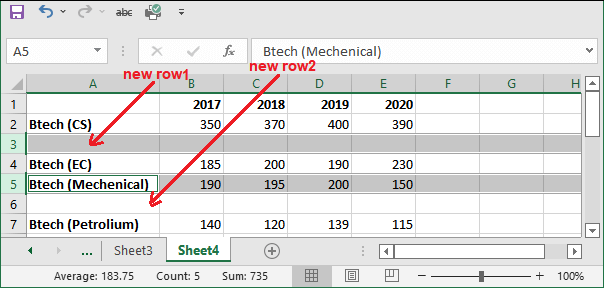 abc
A5 fx Btech (Mechenical)
new row1 new row2
A B C D E F G H
1 2017 2018 2019 2020
2 Btech (CS) 350 370 400 390
3
4 Btech (EC) 185 200 190 230
5 Btech (Mechenical) 190 195 200 150
6
7 Btech (Petrolium) 140 120 139 115
... Sheet3 Sheet4
Average: 183.75 Count: 5 Sum: 735 100%